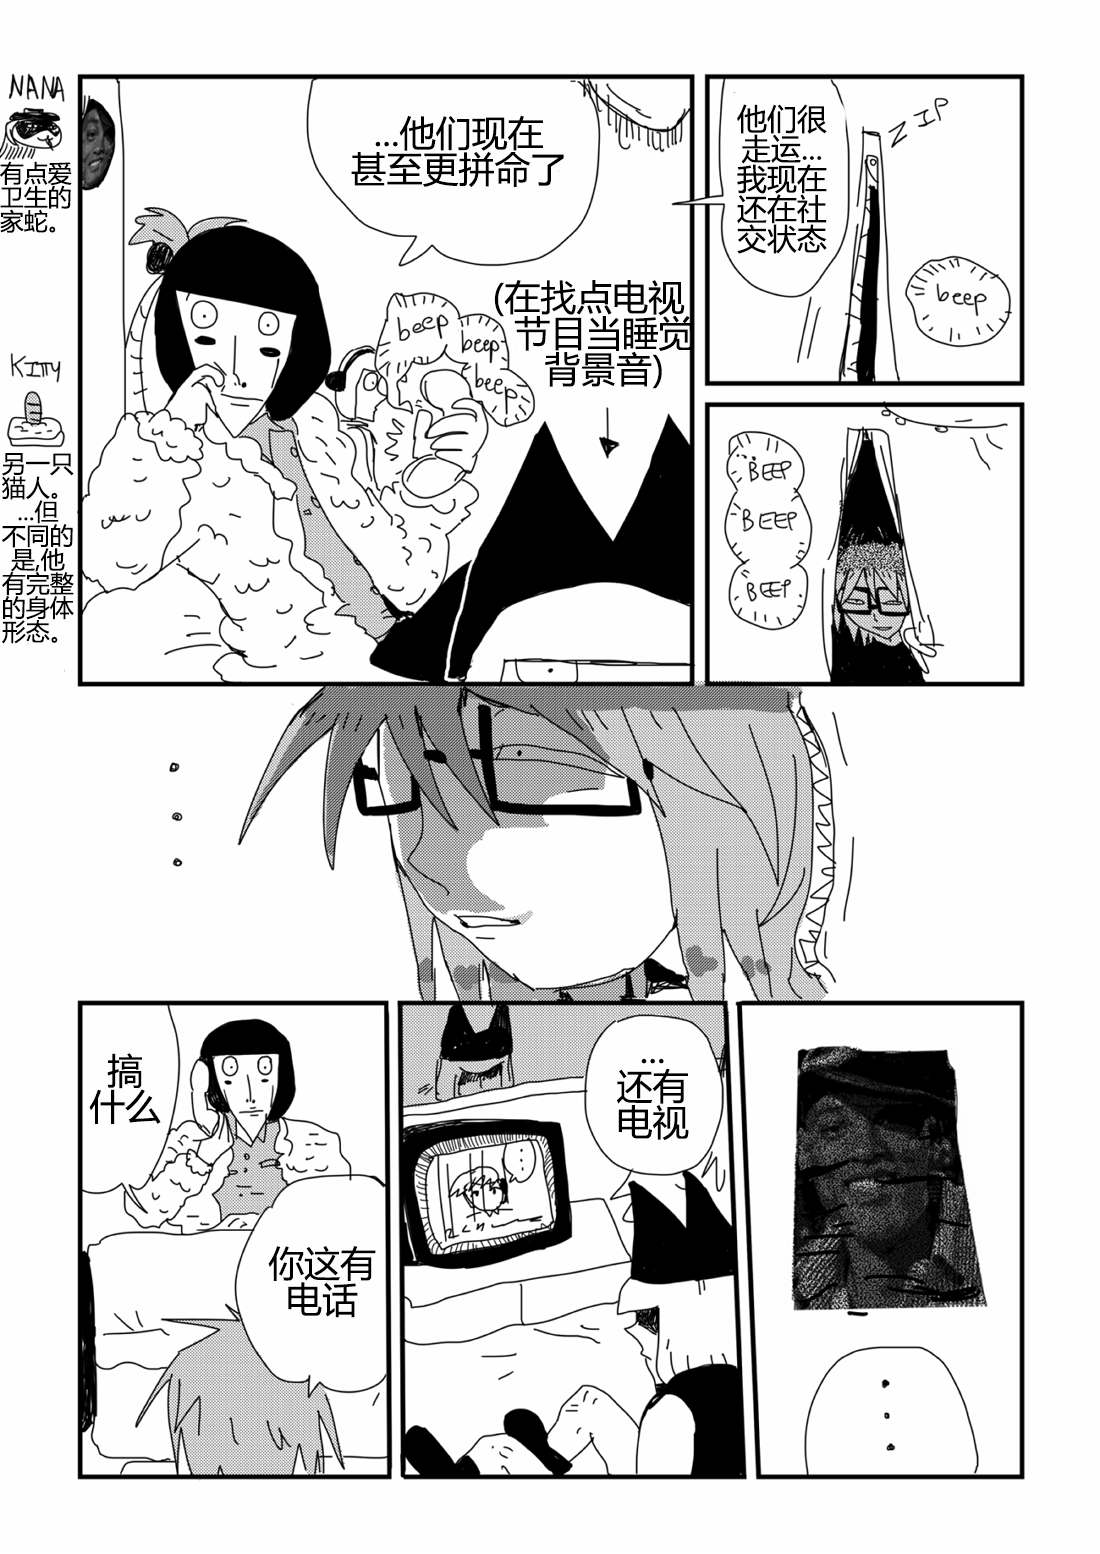 NANA
有点爱
卫生的
家蛇。
KITTY
另一只
猫人。
...但
不同的
是,他
有完整
的身体
形态。
...他们现在
甚至更拼命了
beep
beep
beep
(在找点电视
节目当睡觉
背景音)
他们很
走运...
我现在
还在社
交状态
ZIP
beep
BEEP
BEEP
BEEP
搞
什么
你这有
电话
...
还有
电视